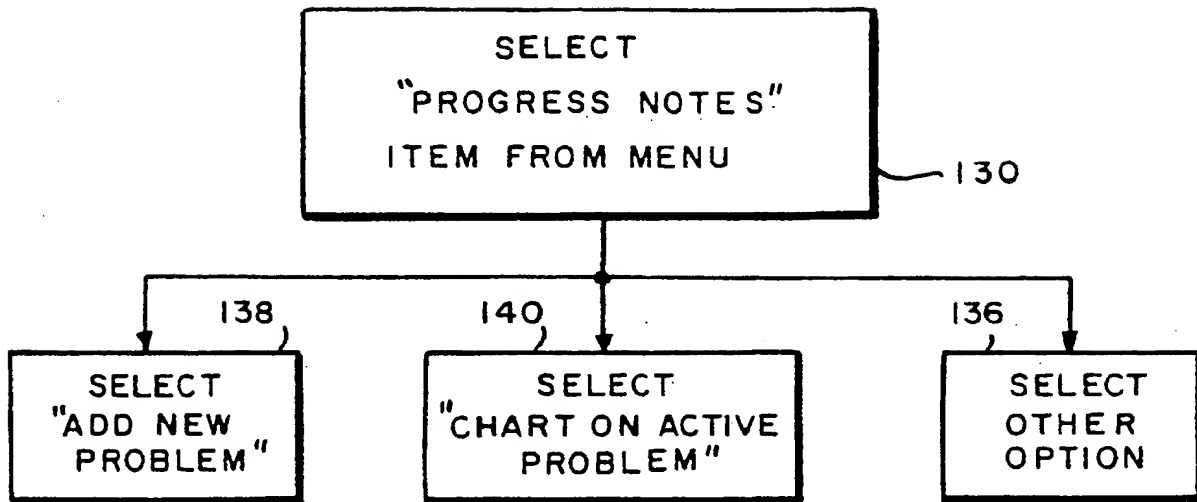 SELECT
"PROGRESS NOTES"
ITEM FROM MENU
130
138
140
136
SELECT
"ADD NEW
PROBLEM"
SELECT
"CHART ON ACTIVE
PROBLEM"
SELECT
OTHER
OPTION